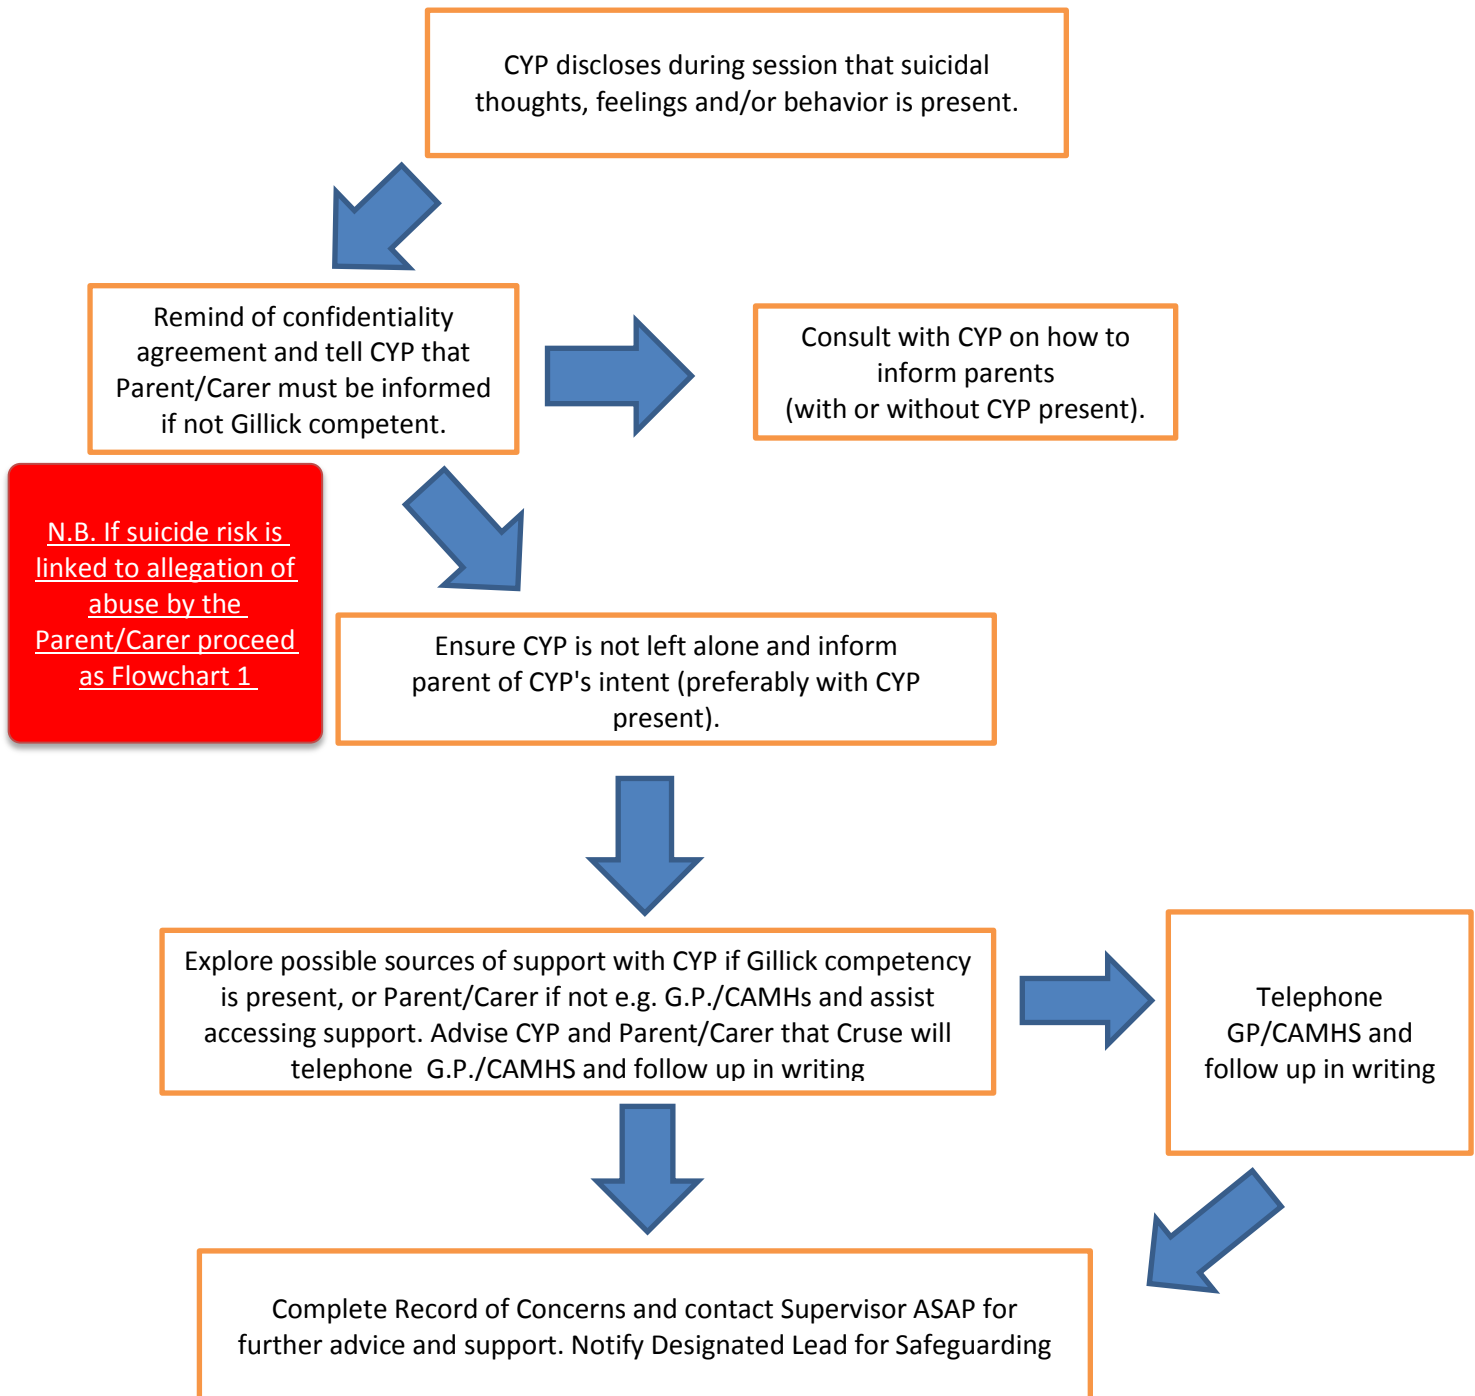 CYP discloses during session that suicidal
thoughts, feelings and/or behavior is present.
Remind of confidentiality
agreement and tell CYP that
Parent/Carer must be informed
if not Gillick competent.
Consult with CYP on how to
inform parents
(with or without CYP present).
N.B. If suicide risk is
linked to allegation of
abuse by the
Parent/Carer proceed
as Flowchart 1
Ensure CYP is not left alone and inform
parent of CYP's intent (preferably with CYP
present).
Explore possible sources of support with CYP if Gillick competency
is present, or Parent/Carer if not e.g. G.P./CAMHs and assist
accessing support. Advise CYP and Parent/Carer that Cruse will
telephone G.P./CAMHS and follow up in writing
Telephone
GP/CAMHS and
follow up in writing
Complete Record of Concerns and contact Supervisor ASAP for
further advice and support. Notify Designated Lead for Safeguarding